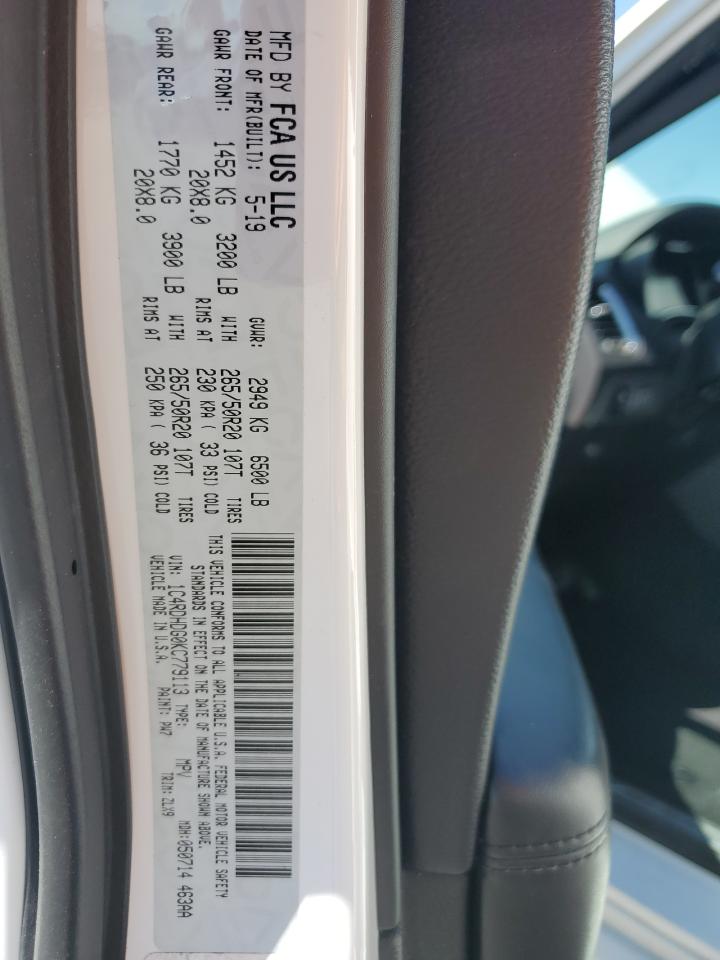 MFD BY FCA US LLC
DATE OF MFR(BUILT): 5-19 GVWR: 2949 KG 6500 LB
GAWR FRONT: 1452 KG 3200 LB WITH 265/50R20 107T TIRES
20X8.0 RIMS AT 230 KPA ( 33 PSI) COLD
GAWR REAR: 1770 KG 3900 LB WITH 265/50R20 107T TIRES
20X8.0 RIMS AT 250 KPA ( 36 PSI) COLD
THIS VEHICLE CONFORMS TO ALL APPLICABLE U.S.A. FEDERAL MOTOR VEHICLE SAFETY
STANDARDS IN EFFECT ON THE DATE OF MANUFACTURE SHOWN ABOVE.
VIN: 1C4RDHDG0KC779113 TYPE: MPV MDH:050714 463AA
VEHICLE MADE IN U.S.A. PAINT: PW7 TRIM: ZLX9